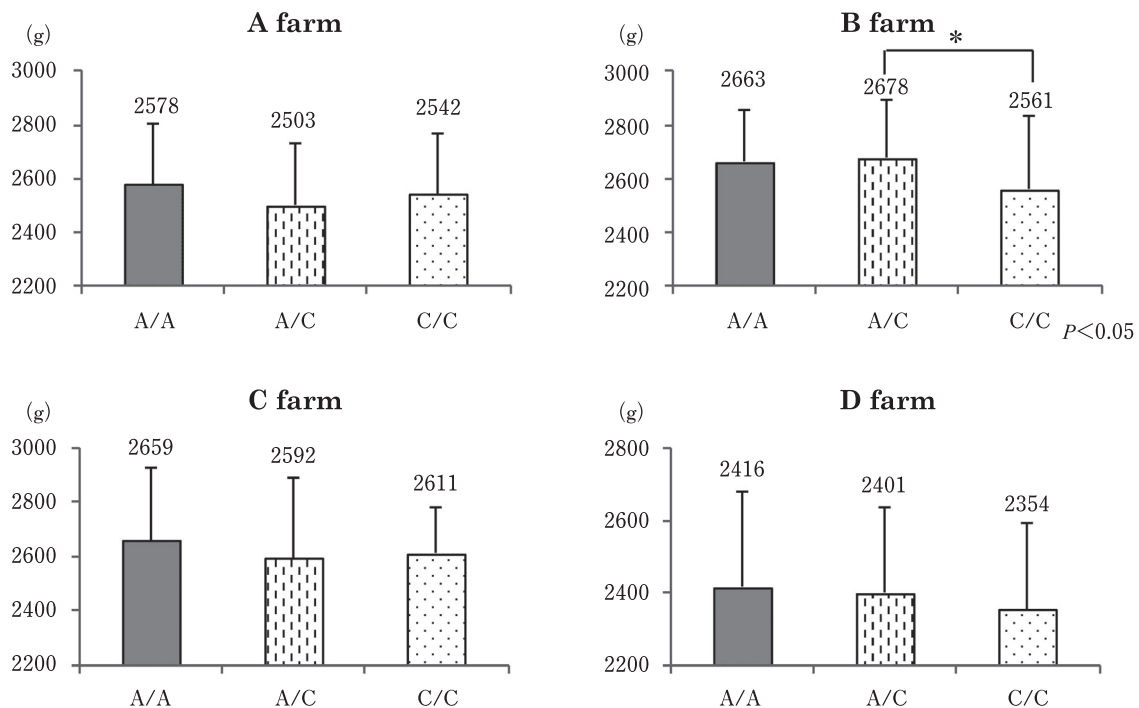 A farm
(g)
3000
2800
2600
2400
2200
2578
2503
2542
A/A
A/C
C/C
B farm
(g)
*
3000
2800
2600
2400
2200
2663
2678
2561
A/A
A/C
C/C
P<0.05
C farm
(g)
3000
2800
2600
2400
2200
2659
2592
2611
A/A
A/C
C/C
D farm
(g)
2800
2600
2400
2200
2416
2401
2354
A/A
A/C
C/C